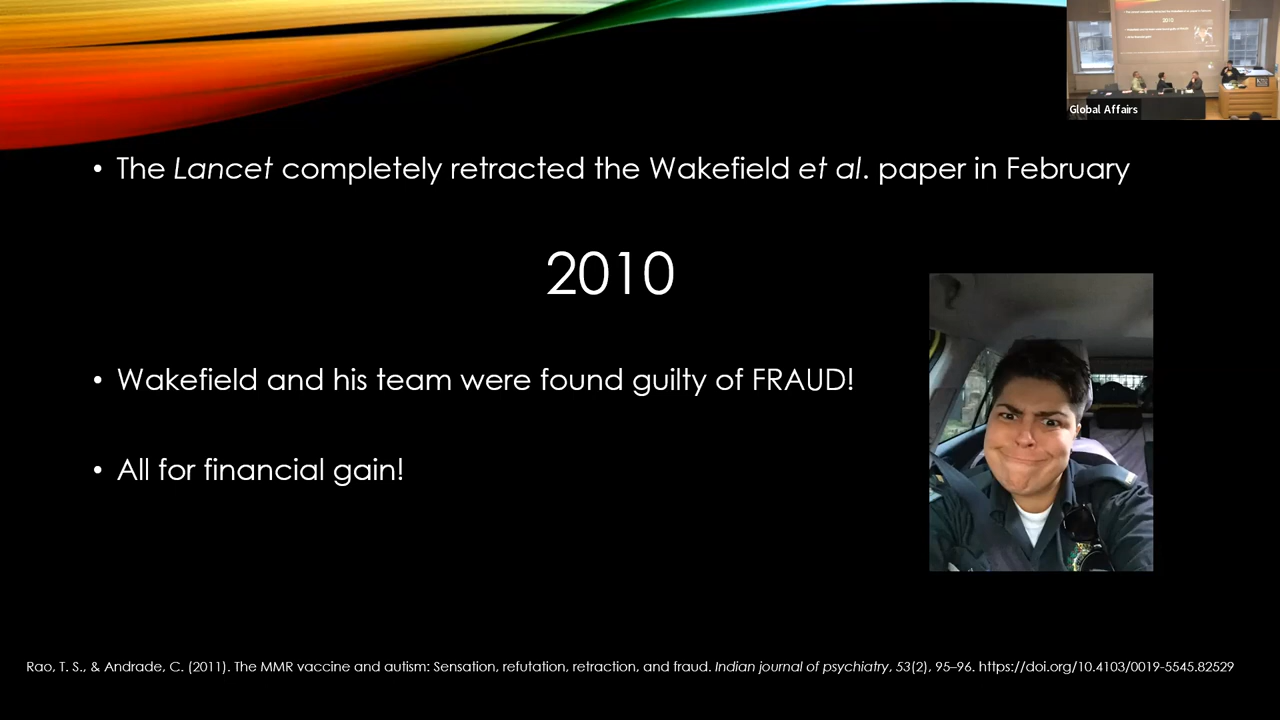 Global Affairs
• The Lancet completely retracted the Wakefield et al. paper in February
2010
• Wakefield and his team were found guilty of FRAUD!
• All for financial gain!
Rao, T. S., & Andrade, C. (2011). The MMR vaccine and autism: Sensation, refutation, retraction, and fraud. Indian journal of psychiatry, 53(2), 95–96. https://doi.org/10.4103/0019-5545.82529